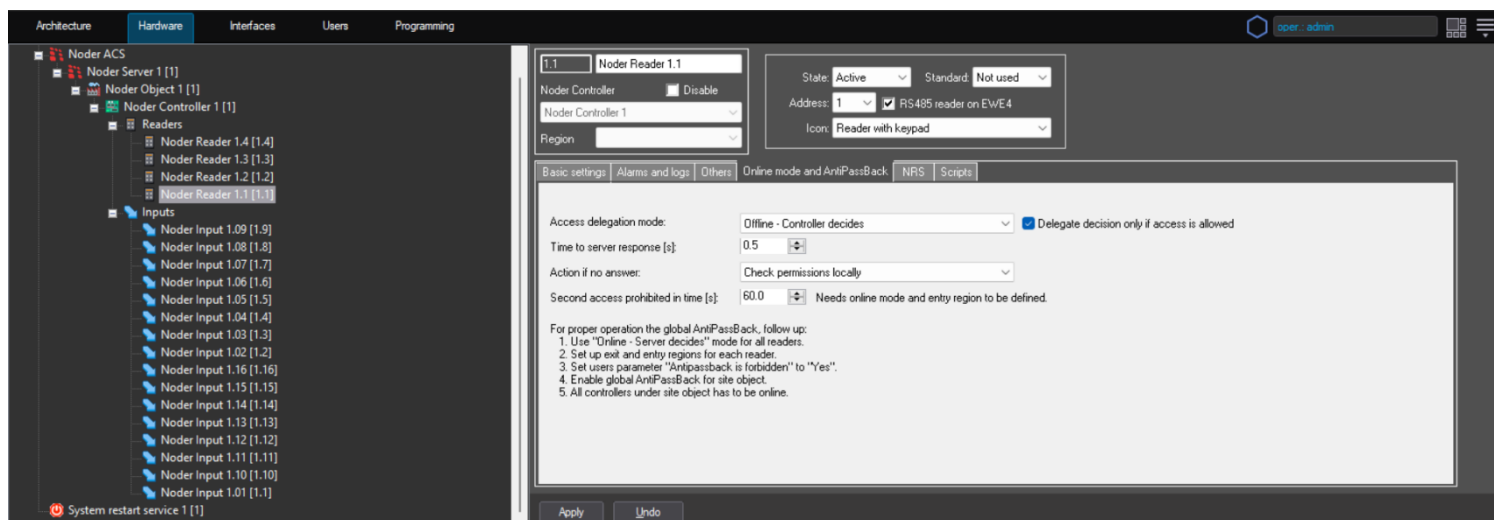 Architecture Hardware Interfaces Users Programming oper.: admin
Noder ACS
Noder Server 1 [1]
Noder Object 1 [1]
Noder Controller 1 [1]
Readers
Noder Reader 1.4 [1.4]
Noder Reader 1.3 [1.3]
Noder Reader 1.2 [1.2]
Noder Reader 1.1 [1.1]
Inputs
Noder Input 1.09 [1.9]
Noder Input 1.08 [1.8]
Noder Input 1.07 [1.7]
Noder Input 1.06 [1.6]
Noder Input 1.05 [1.5]
Noder Input 1.04 [1.4]
Noder Input 1.03 [1.3]
Noder Input 1.02 [1.2]
Noder Input 1.16 [1.16]
Noder Input 1.15 [1.15]
Noder Input 1.14 [1.14]
Noder Input 1.13 [1.13]
Noder Input 1.12 [1.12]
Noder Input 1.11 [1.11]
Noder Input 1.10 [1.10]
Noder Input 1.01 [1.1]
System restart service 1 [1]
1.1 Noder Reader 1.1
Noder Controller Disable
Noder Controller 1
Region
State: Active Standard: Not used
Address: 1 RS485 reader on EWE4
Icon: Reader with keypad
Basic settings Alarms and logs Others Online mode and AntiPassBack NRS Scripts
Access delegation mode: Offline - Controller decides Delegate decision only if access is allowed
Time to server response [s]: 0.5
Action if no answer: Check permissions locally
Second access prohibited in time [s]: 60.0 Needs online mode and entry region to be defined.
For proper operation the global AntiPassBack, follow up:
1. Use "Online - Server decides" mode for all readers.
2. Set up exit and entry regions for each reader.
3. Set users parameter "Antipassback is forbidden" to "Yes".
4. Enable global AntiPassBack for site object.
5. All controllers under site object has to be online.
Apply Undo